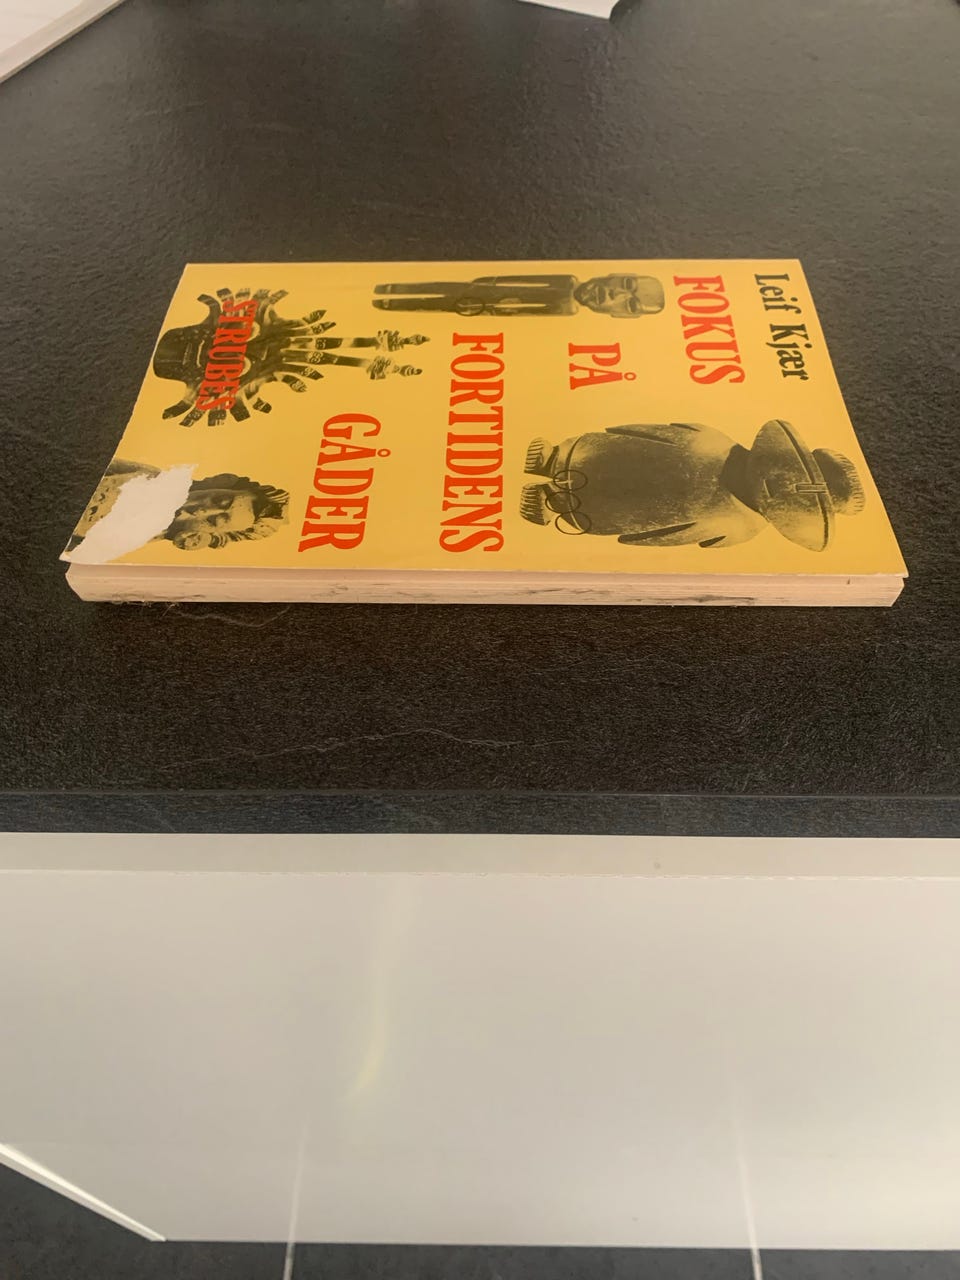 Leif Kjær
FOKUS
PÅ
FORTIDENS
GÅDER
STRUBES